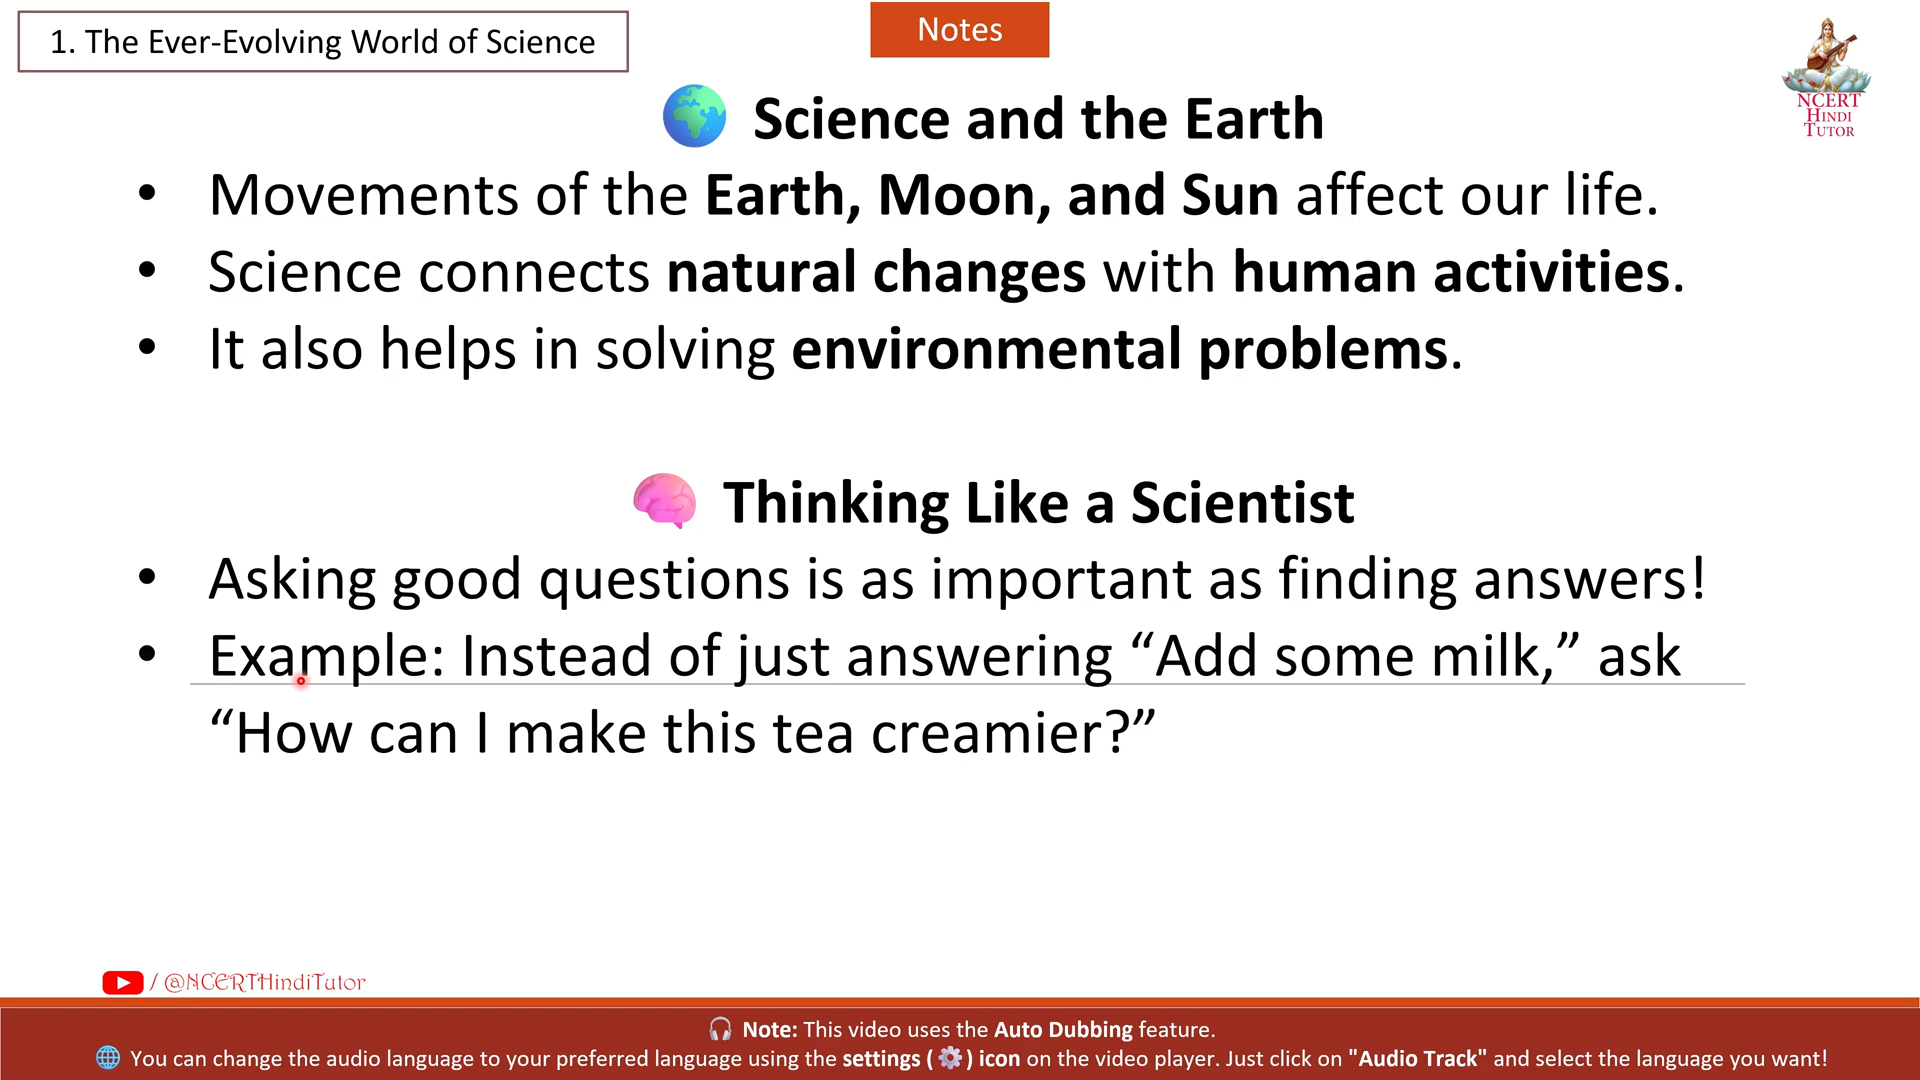 1. The Ever-Evolving World of Science
Notes
NCERT
HINDI
TUTOR
Science and the Earth
• Movements of the Earth, Moon, and Sun affect our life.
• Science connects natural changes with human activities.
• It also helps in solving environmental problems.
Thinking Like a Scientist
• Asking good questions is as important as finding answers!
• Example: Instead of just answering “Add some milk,” ask
“How can I make this tea creamier?”
/ @NCERTHindiTutor
Note: This video uses the Auto Dubbing feature.
You can change the audio language to your preferred language using the settings ( ) icon on the video player. Just click on "Audio Track" and select the language you want!